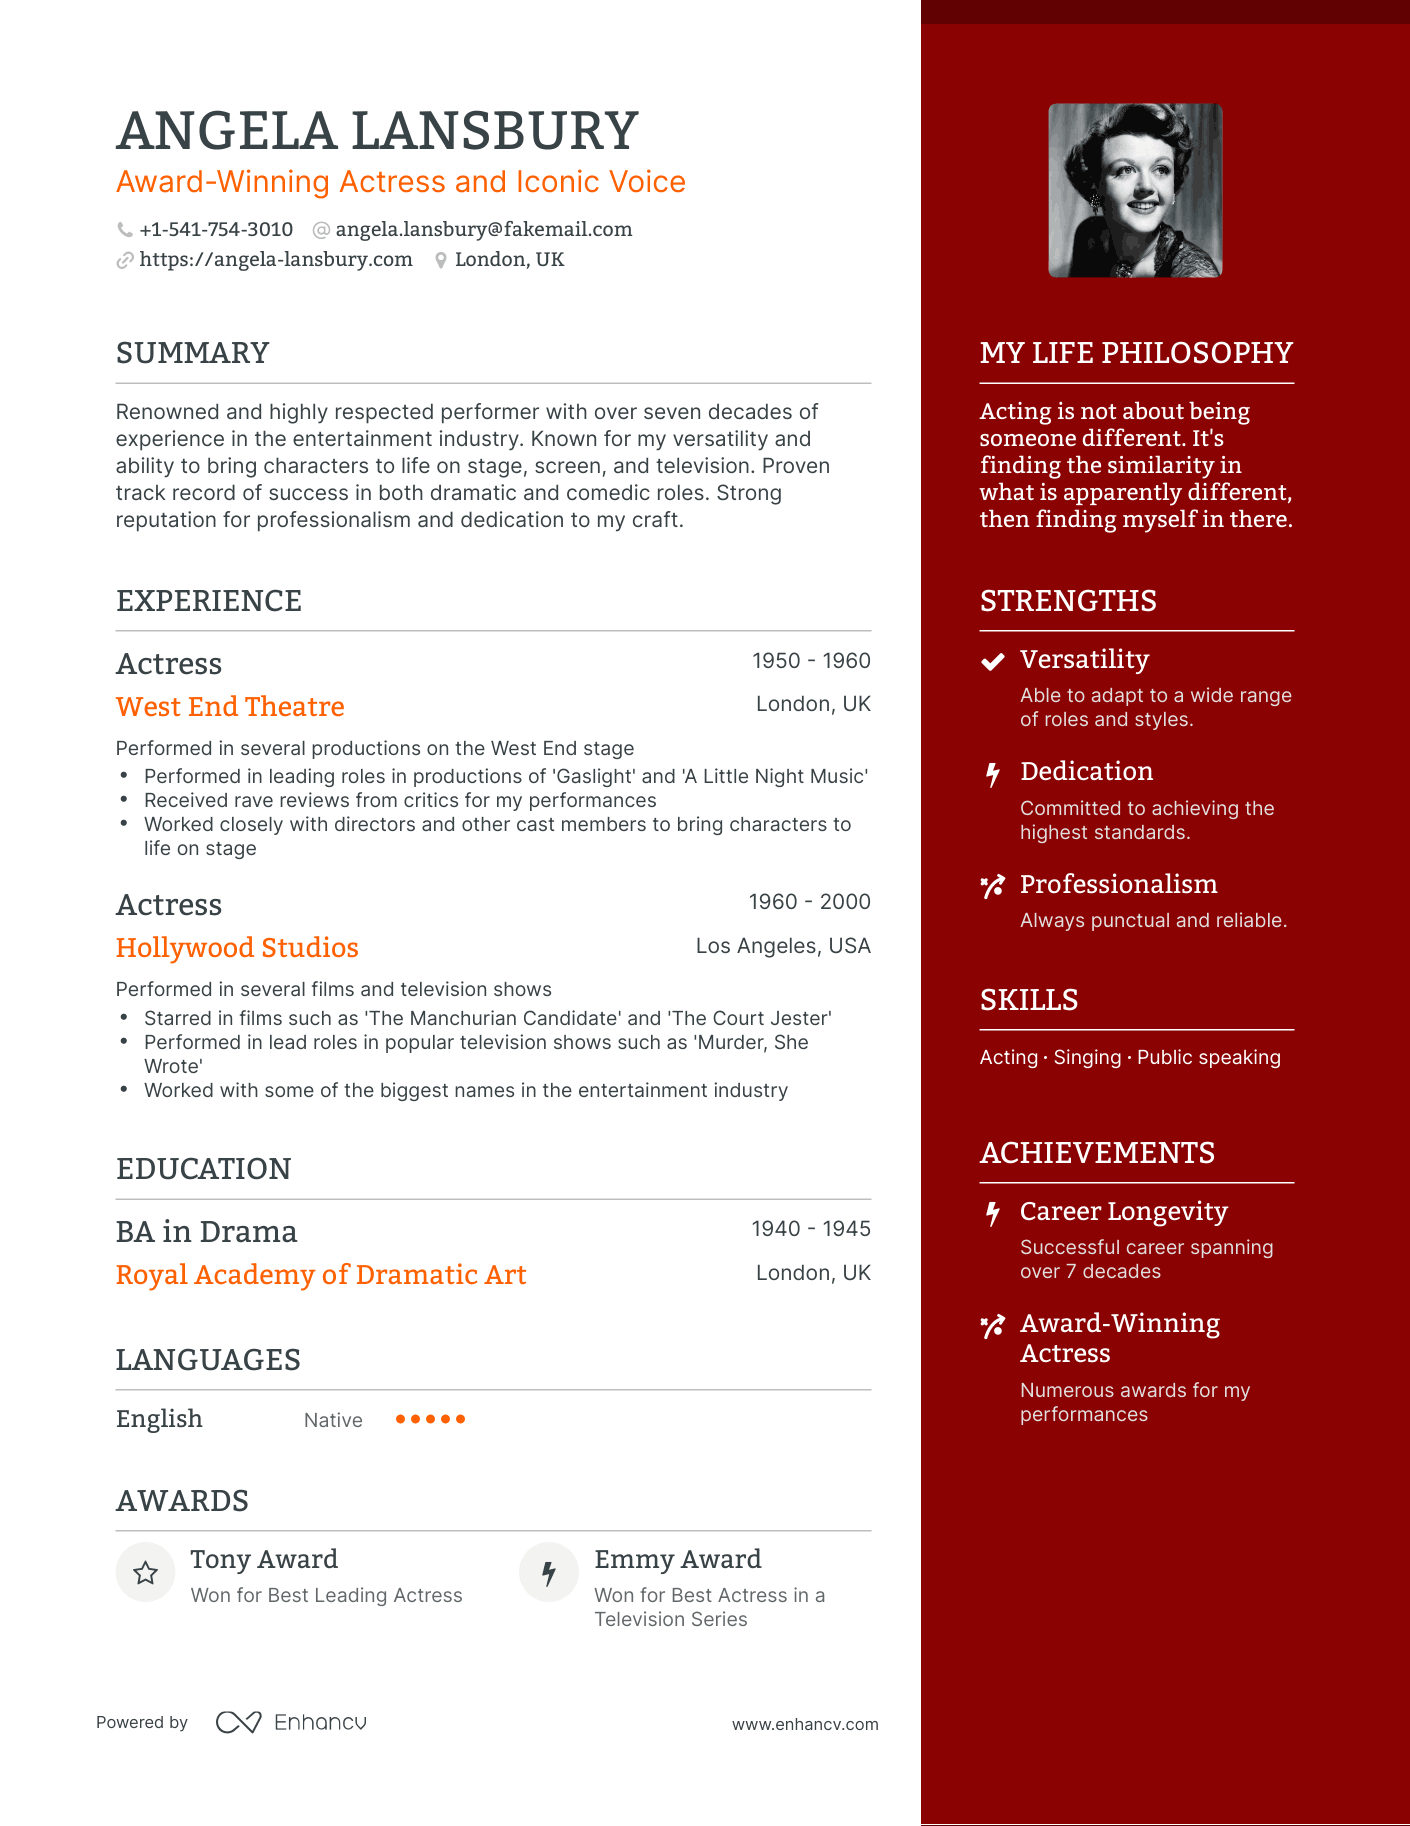 ANGELA LANSBURY
Award-Winning Actress and Iconic Voice
+1-541-754-3010 @ angela.lansbury@fakemail.com
https://angela-lansbury.com London, UK
SUMMARY
Renowned and highly respected performer with over seven decades of
experience in the entertainment industry. Known for my versatility and
ability to bring characters to life on stage, screen, and television. Proven
track record of success in both dramatic and comedic roles. Strong
reputation for professionalism and dedication to my craft.
EXPERIENCE
Actress 1950 - 1960
West End Theatre London, UK
Performed in several productions on the West End stage
• Performed in leading roles in productions of 'Gaslight' and 'A Little Night Music'
• Received rave reviews from critics for my performances
• Worked closely with directors and other cast members to bring characters to
life on stage
Actress 1960 - 2000
Hollywood Studios Los Angeles, USA
Performed in several films and television shows
• Starred in films such as 'The Manchurian Candidate' and 'The Court Jester'
• Performed in lead roles in popular television shows such as 'Murder, She
Wrote'
• Worked with some of the biggest names in the entertainment industry
EDUCATION
BA in Drama 1940 - 1945
Royal Academy of Dramatic Art London, UK
LANGUAGES
English Native
AWARDS
Tony Award
Won for Best Leading Actress
Emmy Award
Won for Best Actress in a
Television Series
Powered by Enhancv www.enhancv.com
MY LIFE PHILOSOPHY
Acting is not about being
someone different. It's
finding the similarity in
what is apparently different,
then finding myself in there.
STRENGTHS
Versatility
Able to adapt to a wide range
of roles and styles.
Dedication
Committed to achieving the
highest standards.
Professionalism
Always punctual and reliable.
SKILLS
Acting · Singing · Public speaking
ACHIEVEMENTS
Career Longevity
Successful career spanning
over 7 decades
Award-Winning
Actress
Numerous awards for my
performances